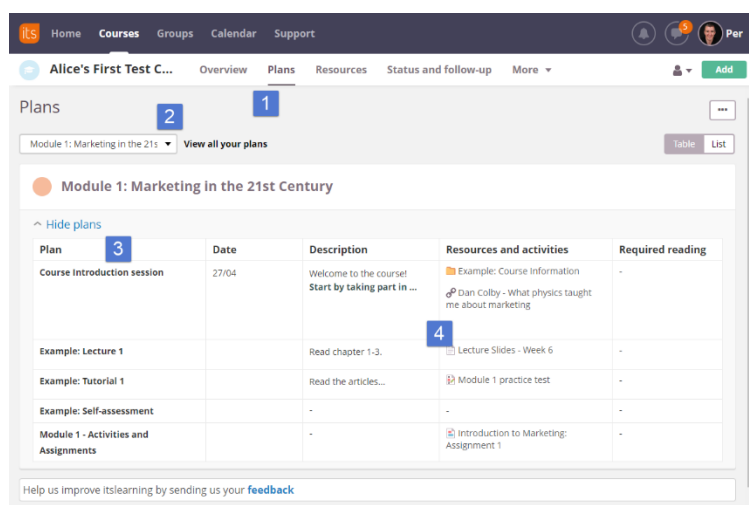 its Home Courses Groups Calendar Support 5 Per
Alice's First Test C... Overview Plans Resources Status and follow-up More Add
1
Plans
2
...
Module 1: Marketing in the 21s View all your plans Table List
Module 1: Marketing in the 21st Century
Hide plans
3
Plan Date Description Resources and activities Required reading
Course Introduction session 27/04 Welcome to the course! Example: Course Information -
Start by taking part in ...
Dan Colby - What physics taught
me about marketing
4
Example: Lecture 1 Read chapter 1-3. Lecture Slides - Week 6 -
Example: Tutorial 1 Read the articles... Module 1 practice test -
Example: Self-assessment - - -
Module 1 - Activities and - Introduction to Marketing: -
Assignments Assignment 1
Help us improve itslearning by sending us your feedback